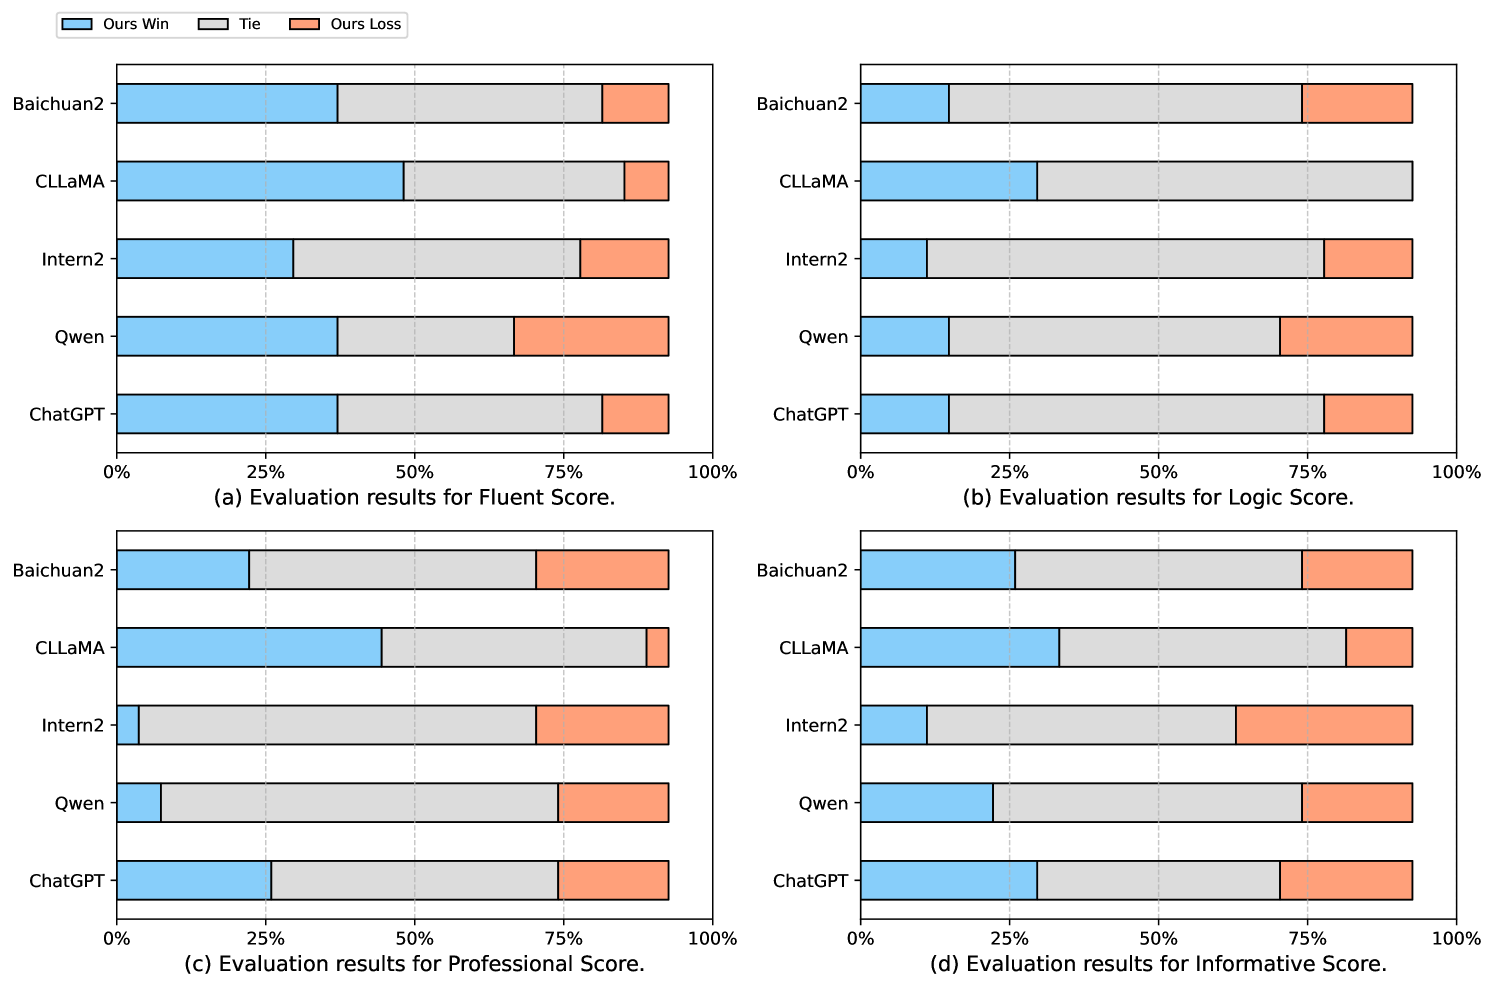 Ours Win Tie Ours Loss
Baichuan2
CLLaMA
Intern2
Qwen
ChatGPT
0% 25% 50% 75% 100%
(a) Evaluation results for Fluent Score.
Baichuan2
CLLaMA
Intern2
Qwen
ChatGPT
0% 25% 50% 75% 100%
(b) Evaluation results for Logic Score.
Baichuan2
CLLaMA
Intern2
Qwen
ChatGPT
0% 25% 50% 75% 100%
(c) Evaluation results for Professional Score.
Baichuan2
CLLaMA
Intern2
Qwen
ChatGPT
0% 25% 50% 75% 100%
(d) Evaluation results for Informative Score.